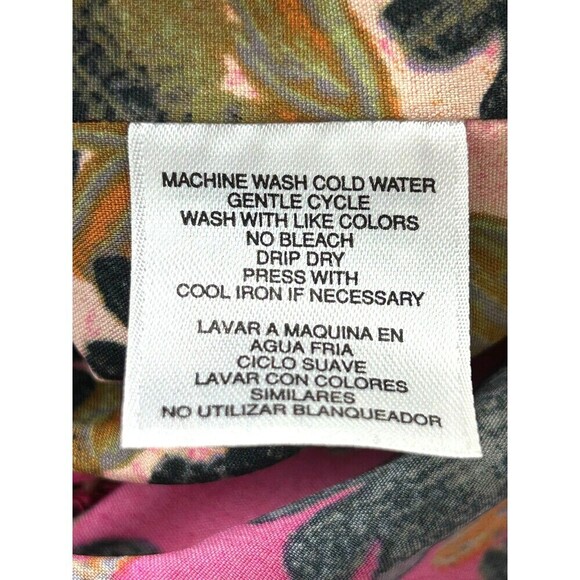 MACHINE WASH COLD WATER
GENTLE CYCLE
WASH WITH LIKE COLORS
NO BLEACH
DRIP DRY
PRESS WITH
COOL IRON IF NECESSARY
LAVAR A MAQUINA EN
AGUA FRIA
CICLO SUAVE
LAVAR CON COLORES
SIMILARES
NO UTILIZAR BLANQUEADOR